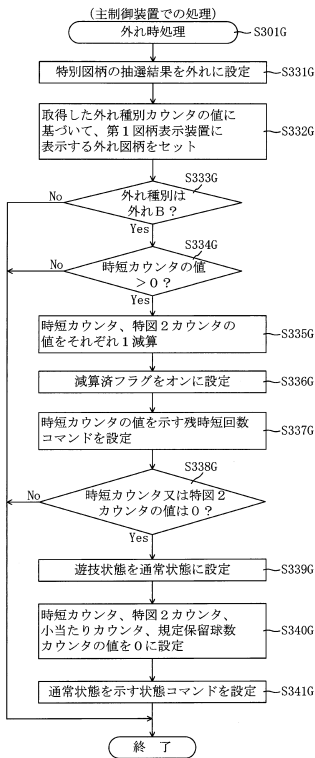 (主制御装置での処理)
外れ時処理
S301G
特別図柄の抽選結果を外れに設定
S331G
取得した外れ種別カウンタの値に
基づいて、第1図柄表示装置に
表示する外れ図柄をセット
S332G
S333G
外れ種別は
外れB?
No
Yes
S334G
時短カウンタの値
>0?
No
Yes
時短カウンタ、特図2カウンタの
値をそれぞれ1減算
S335G
減算済フラグをオンに設定
S336G
時短カウンタの値を示す残時短回数
コマンドを設定
S337G
S338G
時短カウンタ又は特図2
カウンタの値は0?
No
Yes
遊技状態を通常状態に設定
S339G
時短カウンタ、特図2カウンタ、
小当たりカウンタ、規定保留球数
カウンタの値を0に設定
S340G
通常状態を示す状態コマンドを設定
S341G
終了